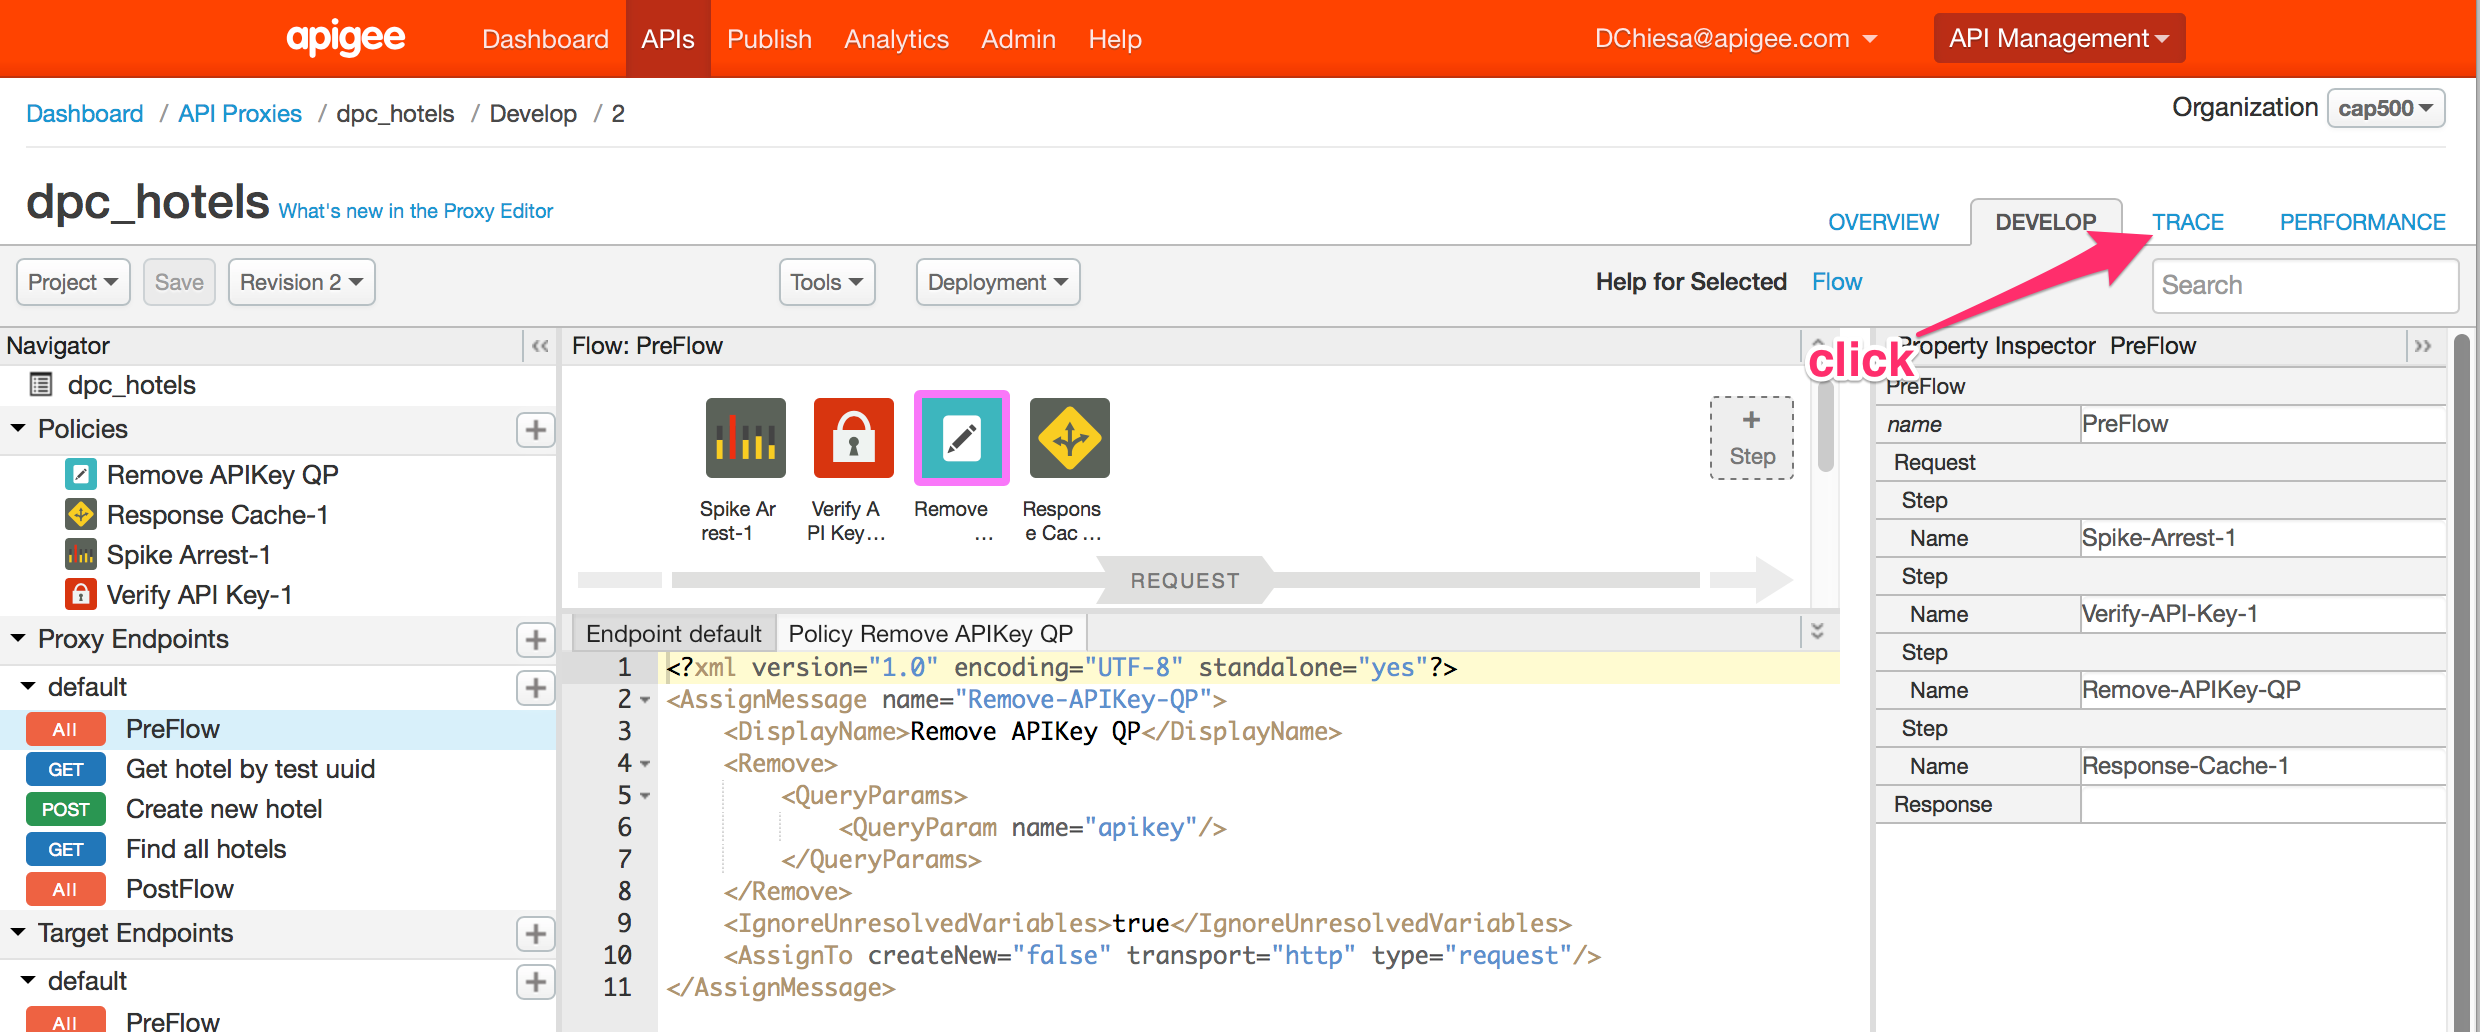 apigee Dashboard APIs Publish Analytics Admin Help DChiesa@apigee.com API Management
Dashboard / API Proxies / dpc_hotels / Develop / 2 Organization cap500
dpc_hotels What's new in the Proxy Editor OVERVIEW DEVELOP TRACE PERFORMANCE
Project Save Revision 2 Tools Deployment Help for Selected Flow Search
click
Navigator
dpc_hotels
Policies
Remove APIKey QP
Response Cache-1
Spike Arrest-1
Verify API Key-1
Proxy Endpoints
default
All PreFlow
GET Get hotel by test uuid
POST Create new hotel
GET Find all hotels
All PostFlow
Target Endpoints
default
All PreFlow
Flow: PreFlow
Spike Ar
rest-1
Verify A
PI Key...
Remove
...
Respons
e Cac ...
+
Step
REQUEST
Endpoint default Policy Remove APIKey QP
1 <?xml version="1.0" encoding="UTF-8" standalone="yes"?>
2 <AssignMessage name="Remove-APIKey-QP">
3 <DisplayName>Remove APIKey QP</DisplayName>
4 <Remove>
5 <QueryParams>
6 <QueryParam name="apikey"/>
7 </QueryParams>
8 </Remove>
9 <IgnoreUnresolvedVariables>true</IgnoreUnresolvedVariables>
10 <AssignTo createNew="false" transport="http" type="request"/>
11 </AssignMessage>
Property Inspector PreFlow
PreFlow
name PreFlow
Request
Step
Name Spike-Arrest-1
Step
Name Verify-API-Key-1
Step
Name Remove-APIKey-QP
Step
Name Response-Cache-1
Response